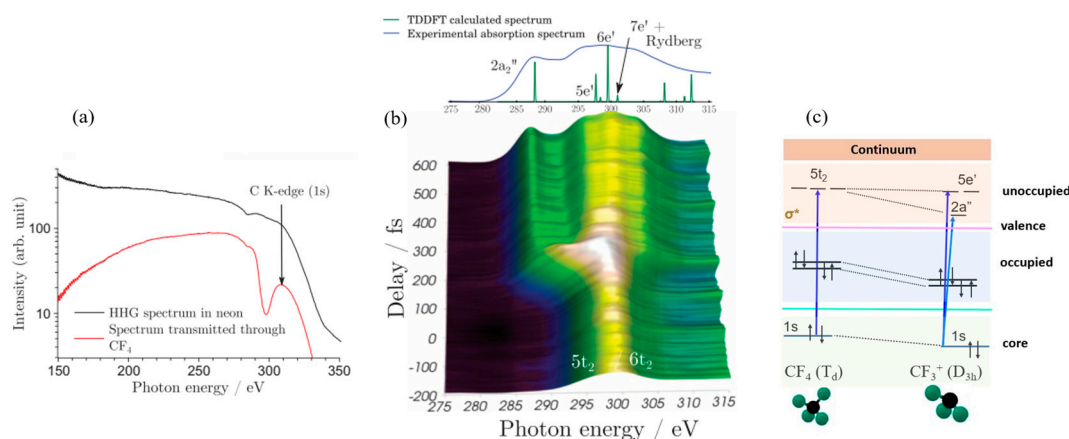 TDDFT calculated spectrum
Experimental absorption spectrum
7e' +
Rydberg
6e'
2a₂''
5e'
275 280 285 290 295 300 305 310 315
(a)
(b)
(c)
Intensity (arb. unit)
100
10
C K-edge (1s)
HHG spectrum in neon
Spectrum transmitted through
CF₄
150 200 250 300 350
Photon energy / eV
Delay / fs
600
500
400
300
200
100
0
-100
-200
5t₂
6t₂
275 280 285 290 295 300 305 310 315
Photon energy / eV
Continuum
5t₂
5e'
unoccupied
2a"
σ*
valence
occupied
1s
1s
core
CF₄ (T_d)
CF₃⁺ (D₃ₕ)